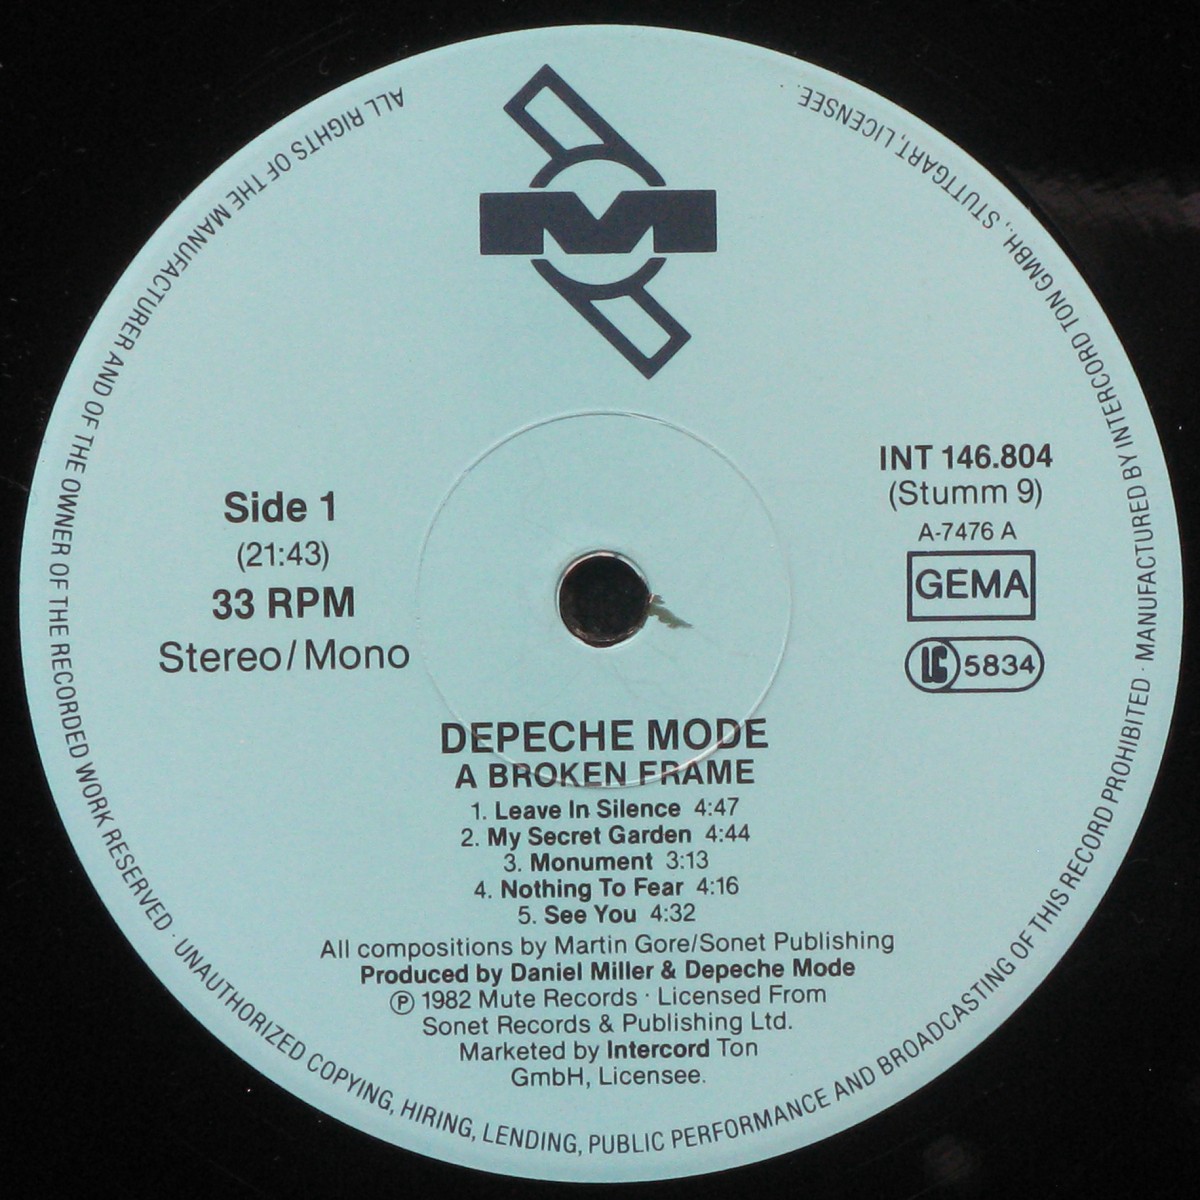 M
Side 1
(21:43)
33 RPM
Stereo/Mono
INT 146.804
(Stumm 9)
A-7476 A
GEMA
LC 5834
DEPECHE MODE
A BROKEN FRAME
1. Leave In Silence 4:47
2. My Secret Garden 4:44
3. Monument 3:13
4. Nothing To Fear 4:16
5. See You 4:32
All compositions by Martin Gore/Sonet Publishing
Produced by Daniel Miller & Depeche Mode
℗ 1982 Mute Records · Licensed From
Sonet Records & Publishing Ltd.
Marketed by Intercord Ton
GmbH, Licensee.
ALL RIGHTS OF THE MANUFACTURER AND OF THE OWNER OF THE RECORDED WORK RESERVED · UNAUTHORIZED COPYING, HIRING, LENDING, PUBLIC PERFORMANCE AND BROADCASTING OF THIS RECORD PROHIBITED · MANUFACTURED BY INTERCORD TON GMBH., STUTTGART, LICENSEE.